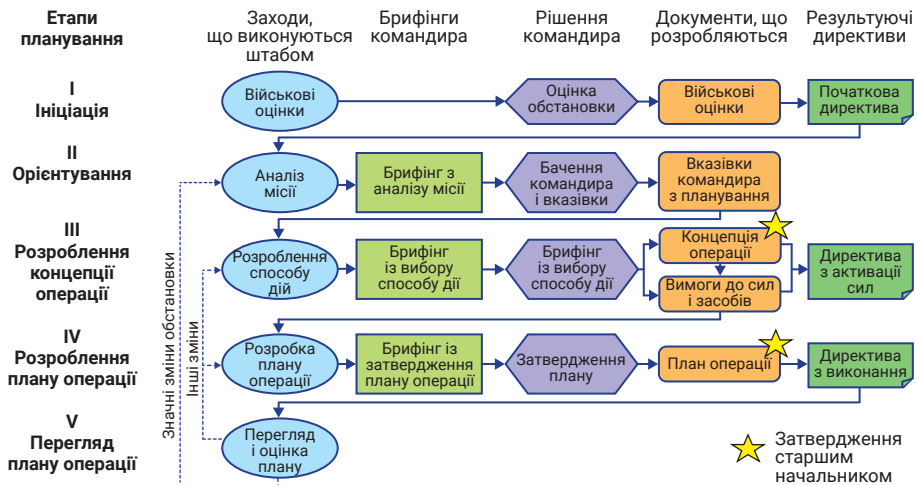 Етапи
планування
Заходи,
що виконуються
штабом
Брифінги
командира
Рішення
командира
Документи, що
розробляються
Результуючі
директиви
I
Ініціація
Військові
оцінки
Оцінка
обстановки
Військові
оцінки
Початкова
директива
II
Орієнтування
Аналіз
місії
Брифінг з
аналізу місії
Бачення
командира
і вказівки
Вказівки
командира
з планування
III
Розроблення
концепції
операції
Розроблення
способу
дій
Брифінг
із вибору
способу дії
Брифінг
із вибору
способу дії
Концепція
операції
Вимоги до сил
і засобів
Директива
з активації
сил
IV
Розроблення
плану операції
Розробка
плану
операції
Брифінг із
затвердження
плану операції
Затвердження
плану
План операції
Директива
з виконання
V
Перегляд
плану операції
Перегляд
і оцінка
плану
Значні зміни обстановки
Інші зміни
Затвердження
старшим
начальником